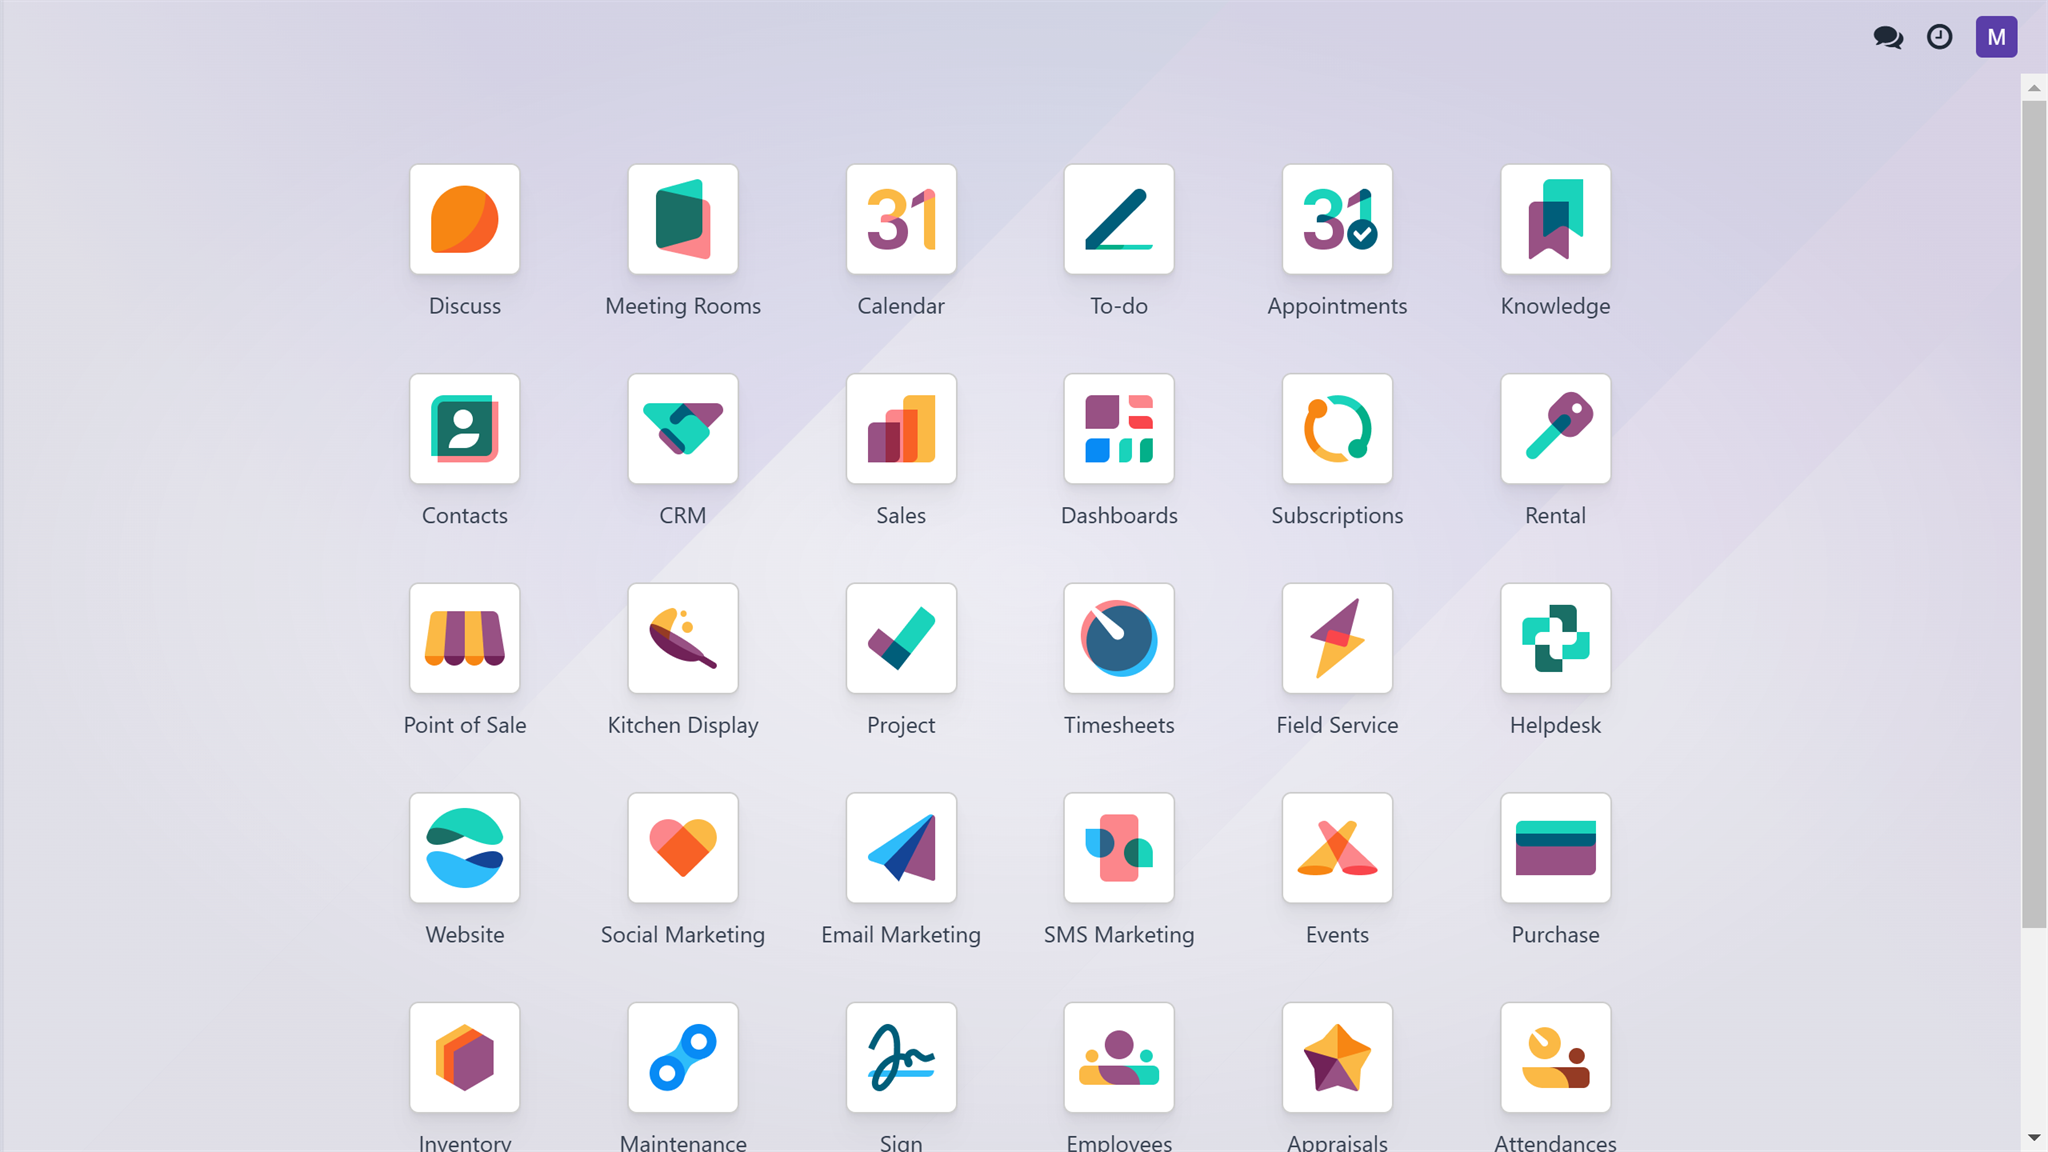 M
Discuss
Meeting Rooms
Calendar
To-do
Appointments
Knowledge
Contacts
CRM
Sales
Dashboards
Subscriptions
Rental
Point of Sale
Kitchen Display
Project
Timesheets
Field Service
Helpdesk
Website
Social Marketing
Email Marketing
SMS Marketing
Events
Purchase
Inventory
Maintenance
Sign
Employees
Appraisals
Attendances